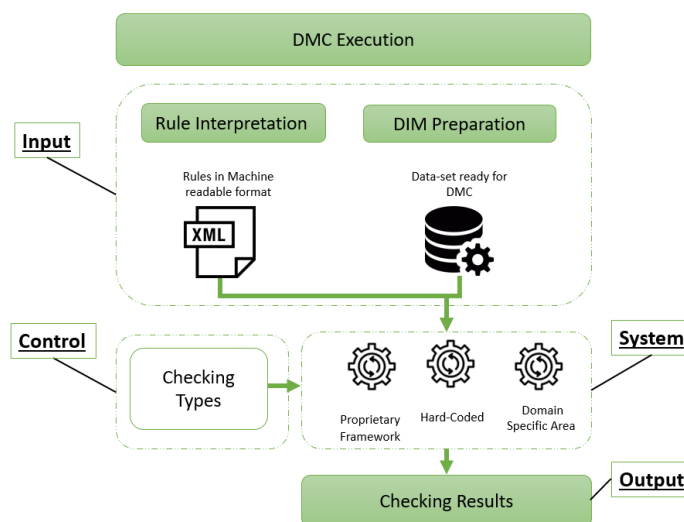 DMC Execution
Rule Interpretation
DIM Preparation
Input
Rules in Machine
readable format
Data-set ready for
DMC
XML
Control
System
Checking
Types
Proprietary
Framework
Hard-Coded
Domain
Specific Area
Output
Checking Results